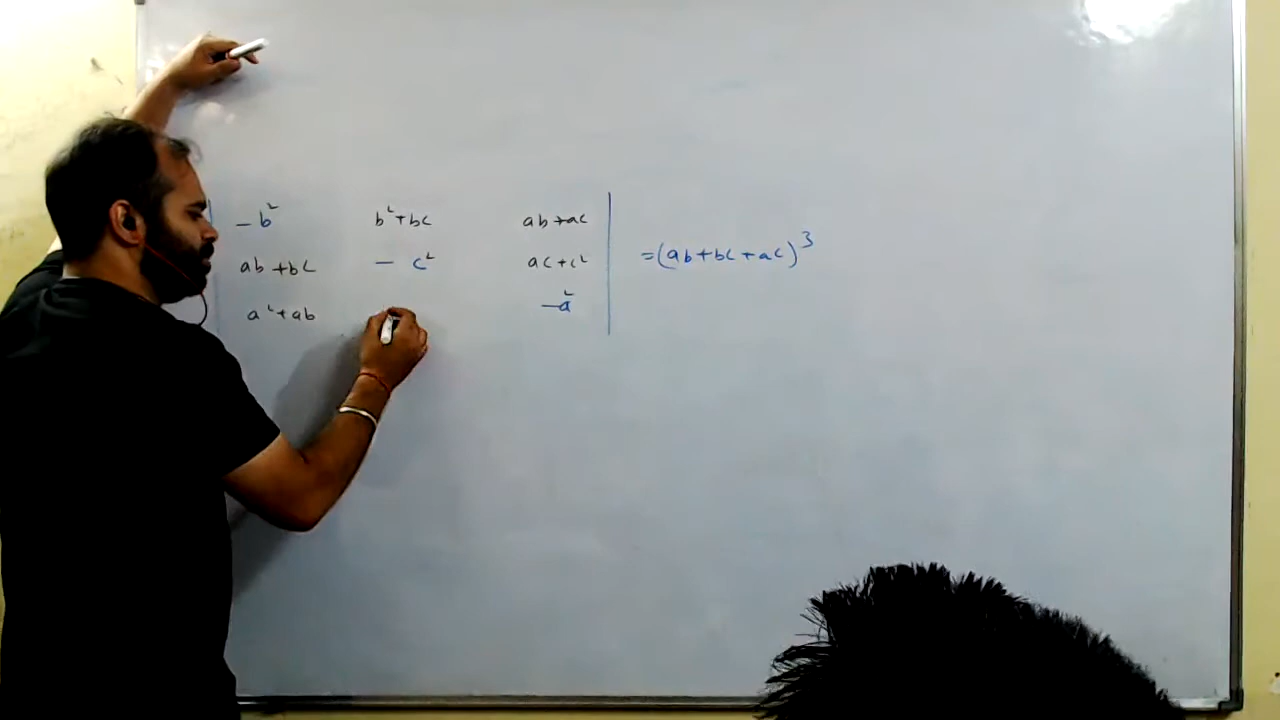 -b² b²+bc ab+ac
ab+bc -c² ac+c² =(ab+bc+ac)³
a²+ab -a²